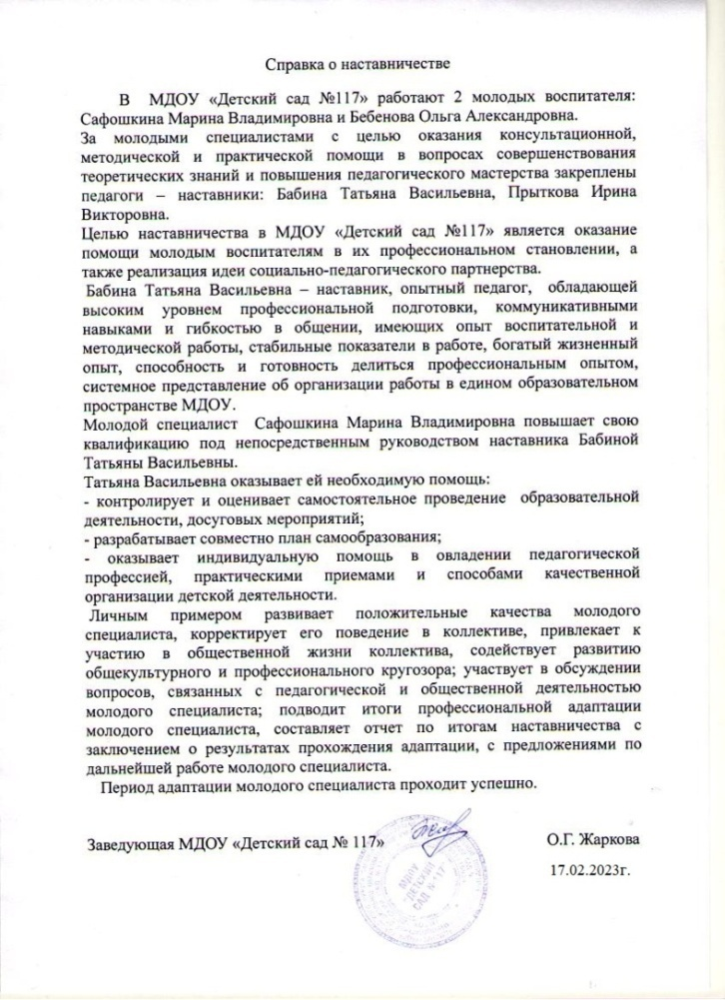 Справка о наставничестве
В МДОУ «Детский сад №117» работают 2 молодых воспитателя:
Сафошкина Марина Владимировна и Бебенова Ольга Александровна.
За молодыми специалистами с целью оказания консультационной,
методической и практической помощи в вопросах совершенствования
теоретических знаний и повышения педагогического мастерства закреплены
педагоги – наставники: Бабина Татьяна Васильевна, Прыткова Ирина
Викторовна.
Целью наставничества в МДОУ «Детский сад №117» является оказание
помощи молодым воспитателям в их профессиональном становлении, а
также реализация идеи социально-педагогического партнерства.
Бабина Татьяна Васильевна – наставник, опытный педагог, обладающей
высоким уровнем профессиональной подготовки, коммуникативными
навыками и гибкостью в общении, имеющих опыт воспитательной и
методической работы, стабильные показатели в работе, богатый жизненный
опыт, способность и готовность делиться профессиональным опытом,
системное представление об организации работы в едином образовательном
пространстве МДОУ.
Молодой специалист Сафошкина Марина Владимировна повышает свою
квалификацию под непосредственным руководством наставника Бабиной
Татьяны Васильевны.
Татьяна Васильевна оказывает ей необходимую помощь:
- контролирует и оценивает самостоятельное проведение образовательной
деятельности, досуговых мероприятий;
- разрабатывает совместно план самообразования;
- оказывает индивидуальную помощь в овладении педагогической
профессией, практическими приемами и способами качественной
организации детской деятельности.
Личным примером развивает положительные качества молодого
специалиста, корректирует его поведение в коллективе, привлекает к
участию в общественной жизни коллектива, содействует развитию
общекультурного и профессионального кругозора; участвует в обсуждении
вопросов, связанных с педагогической и общественной деятельностью
молодого специалиста; подводит итоги профессиональной адаптации
молодого специалиста, составляет отчет по итогам наставничества с
заключением о результатах прохождения адаптации, с предложениями по
дальнейшей работе молодого специалиста.
Период адаптации молодого специалиста проходит успешно.
Заведующая МДОУ «Детский сад № 117» О.Г. Жаркова
17.02.2023г.
МДОУ
"ДЕТСКИЙ
САД №117"